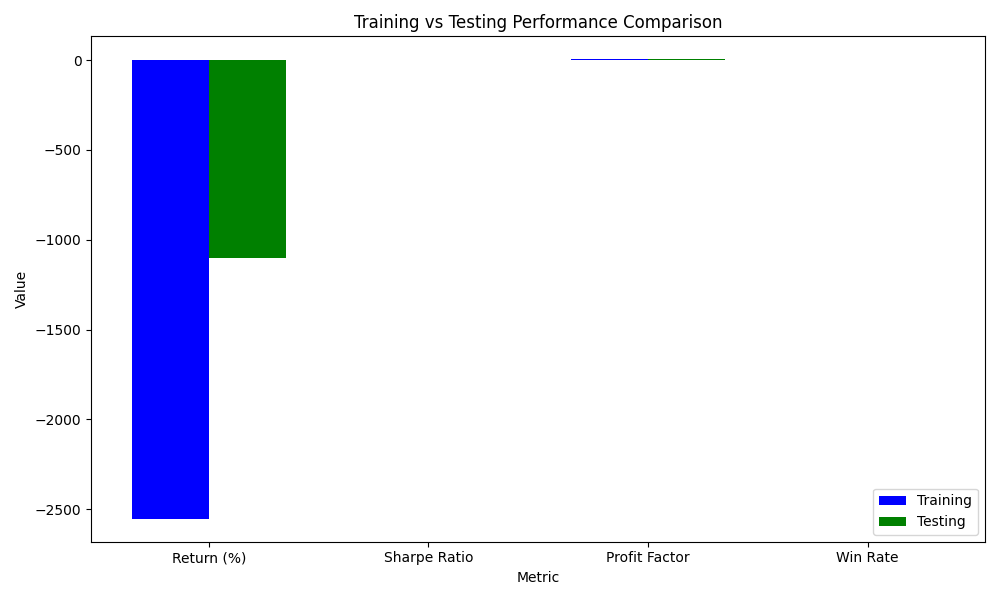 Training vs Testing Performance Comparison
0
−500
−1000
−1500
−2000
−2500
Value
Return (%)
Sharpe Ratio
Profit Factor
Win Rate
Metric
Training
Testing